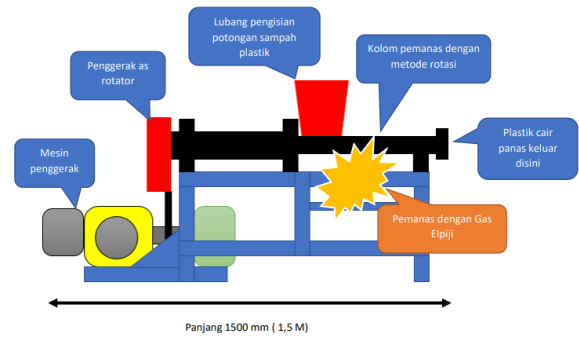 Lubang pengisian
potongan sampah
plastik
Kolom pemanas dengan
metode rotasi
Penggerak as
rotator
Plastik cair
panas keluar
disini
Mesin
penggerak
Pemanas dengan Gas
Elpiji
Panjang 1500 mm ( 1,5 M)